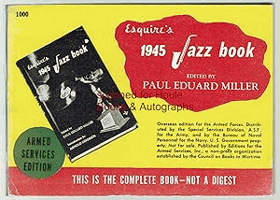 1000
Esquire's
1945 Jazz book
EDITED BY
PAUL EDUARD MILLER
Esquire's
1945 Jazz book
Overseas edition for the Armed Forces. Distributed by the Special Services Division, A.S.F.
for the Army, and by the Bureau of Naval
Personnel for the Navy. U. S. Government property. Not for sale. Published by Editions for the
Armed Services, Inc., a non-profit organization
established by the Council on Books in Wartime.
ARMED
SERVICES
EDITION
THIS IS THE COMPLETE BOOK—NOT A DIGEST
for Houle
& Autographs